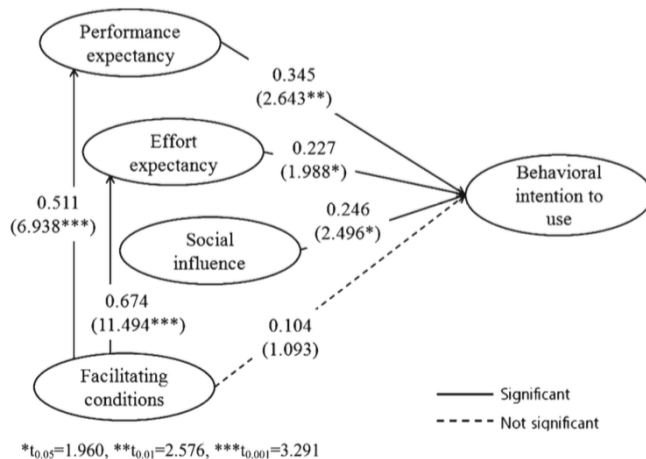 Performance
expectancy
0.345
(2.643**)
Effort
expectancy
0.227
(1.988*)
Behavioral
intention to
use
0.511
(6.938***)
0.246
(2.496*)
Social
influence
0.674
(11.494***)
0.104
(1.093)
Facilitating
conditions
Significant
Not significant
*t0.05=1.960, **t0.01=2.576, ***t0.001=3.291